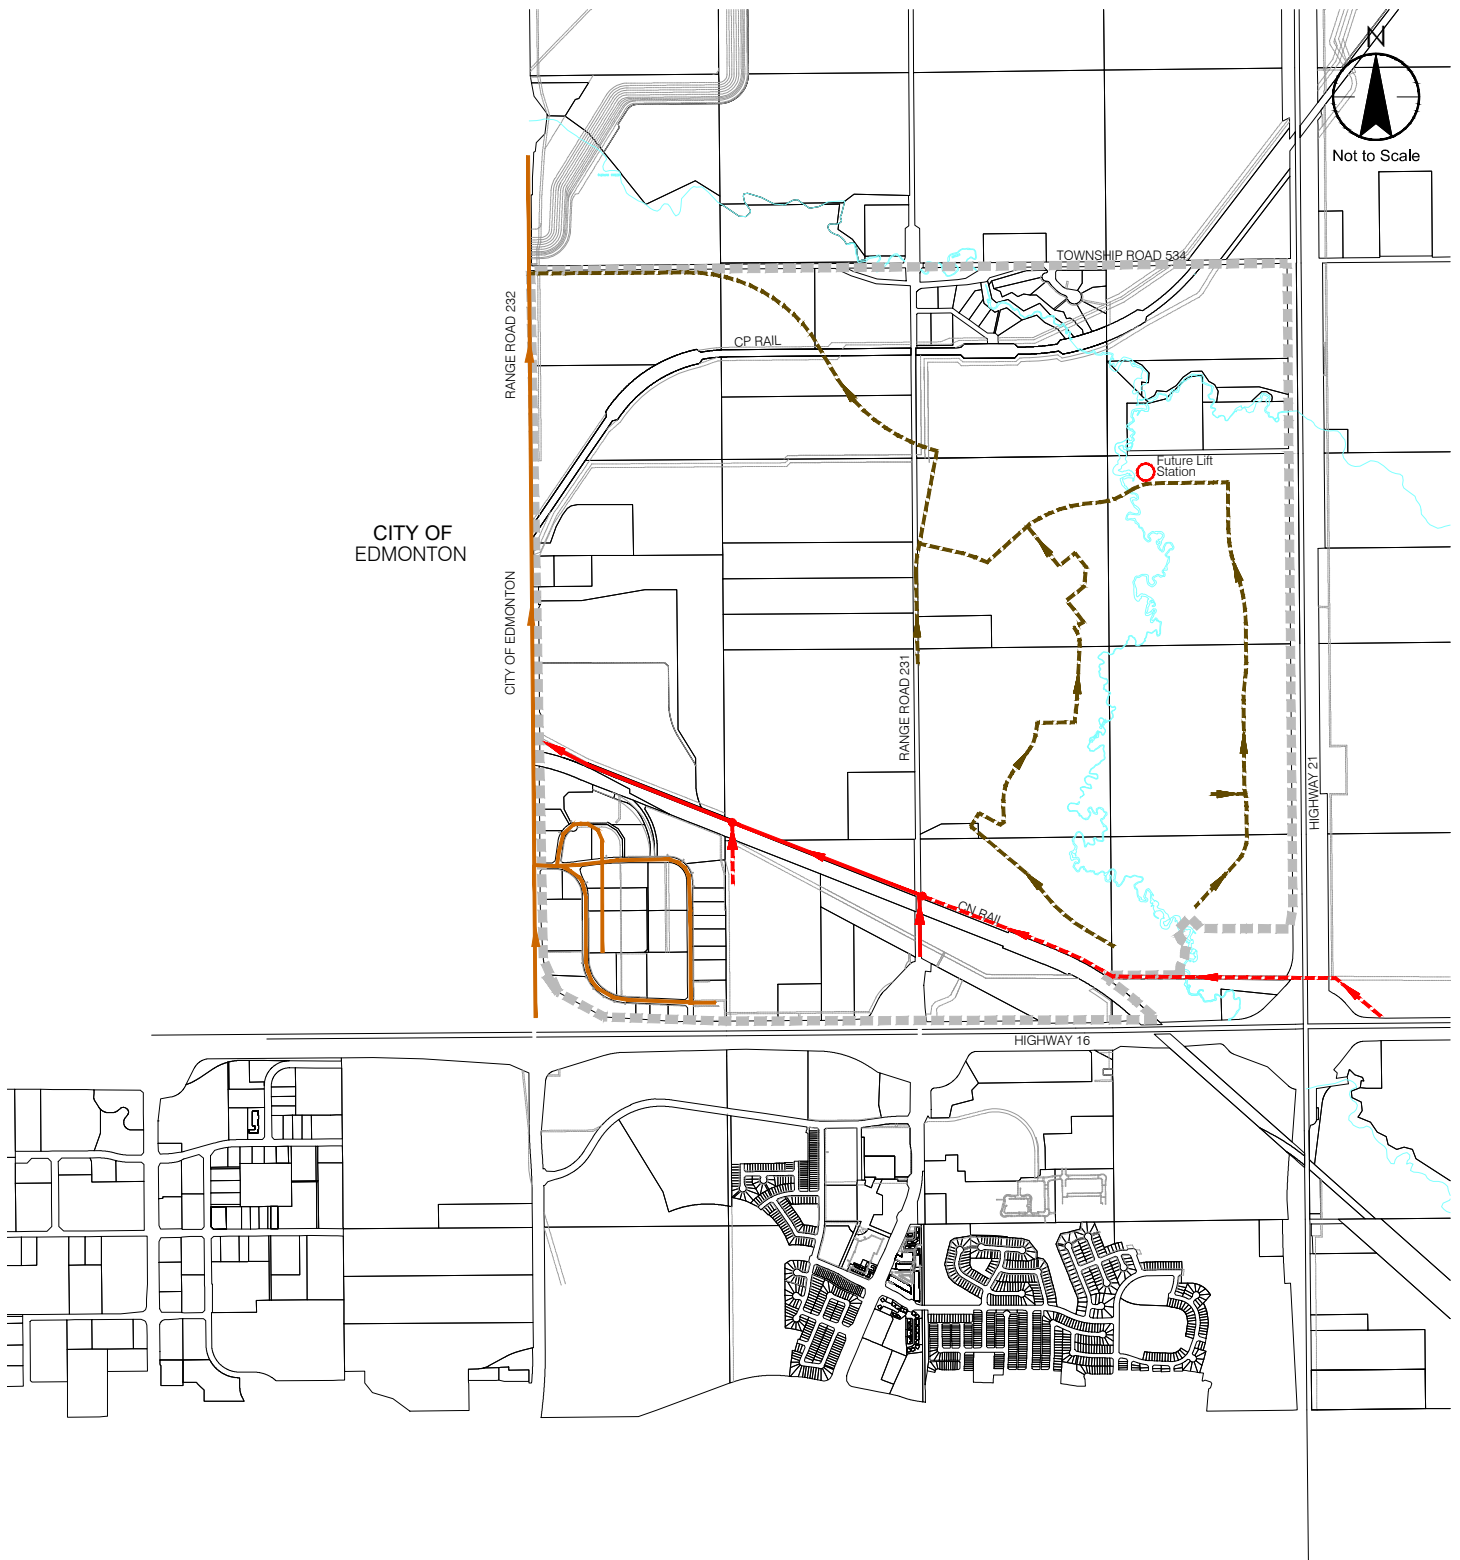 N
Not to Scale
TOWNSHIP ROAD 534
RANGE ROAD 232
CP RAIL
Future Lift
Station
CITY OF
EDMONTON
CITY OF EDMONTON
RANGE ROAD 231
HIGHWAY 21
CN RAIL
HIGHWAY 16